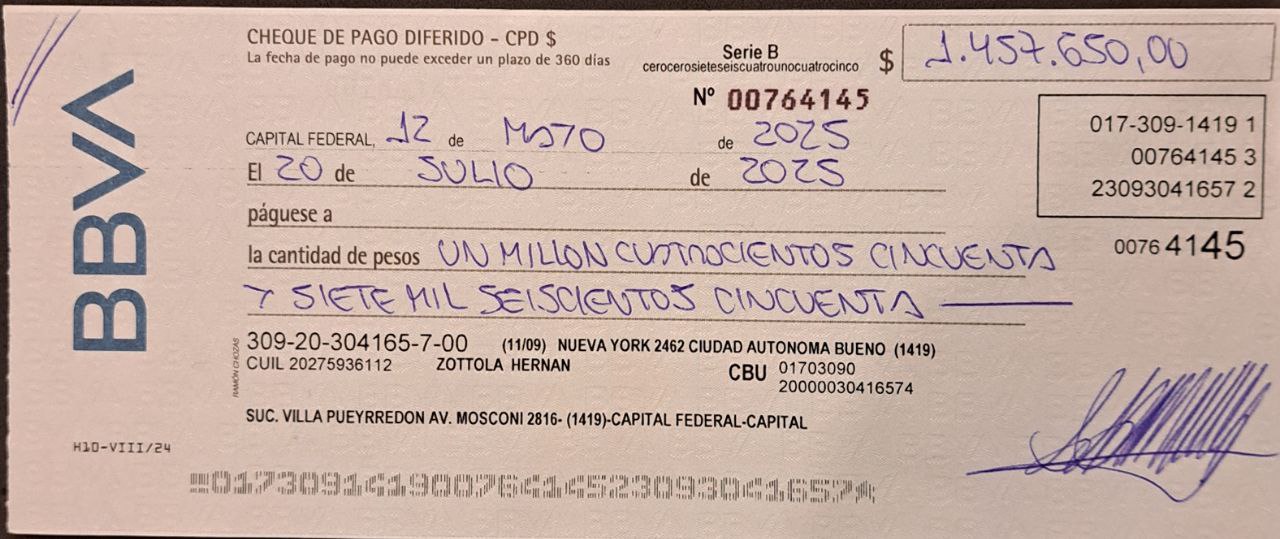 BBVA
CHEQUE DE PAGO DIFERIDO - CPD $
La fecha de pago no puede exceder un plazo de 360 días
Serie B
cerocerosieteseiscuatrounocuatrocinco
$ 1.457.650,00
Nº 00764145
017-309-1419 1
00764145 3
23093041657 2
CAPITAL FEDERAL, 12 de MAYO de 2025
El 20 de JULIO de 2025
páguese a
la cantidad de pesos UN MILLON CUATROCIENTOS CINCUENTA
0076 4145
Y SIETE MIL SEISCIENTOS CINCUENTA
309-20-304165-7-00 (11/09) NUEVA YORK 2462 CIUDAD AUTONOMA BUENO (1419)
CUIL 20275936112 ZOTTOLA HERNAN
CBU 01703090
20000030416574
RAMÓN CHOZAS
SUC. VILLA PUEYRREDON AV. MOSCONI 2816- (1419)-CAPITAL FEDERAL-CAPITAL
H10-VIII/24
01730914190076414523093041657